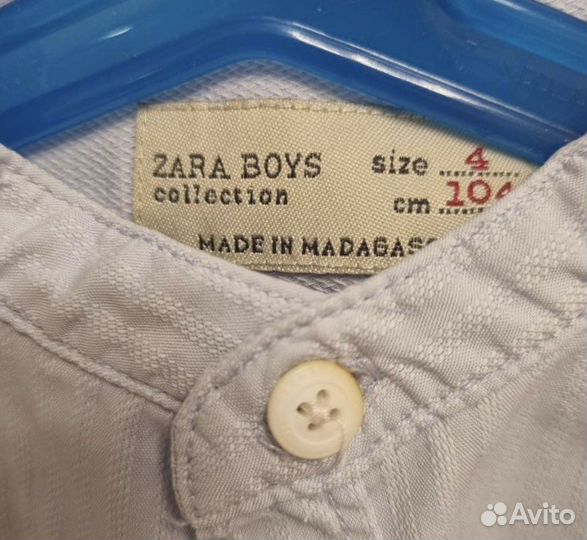 ZARA BOYS size 4
collection cm 104
MADE IN MADAGASC
Avito